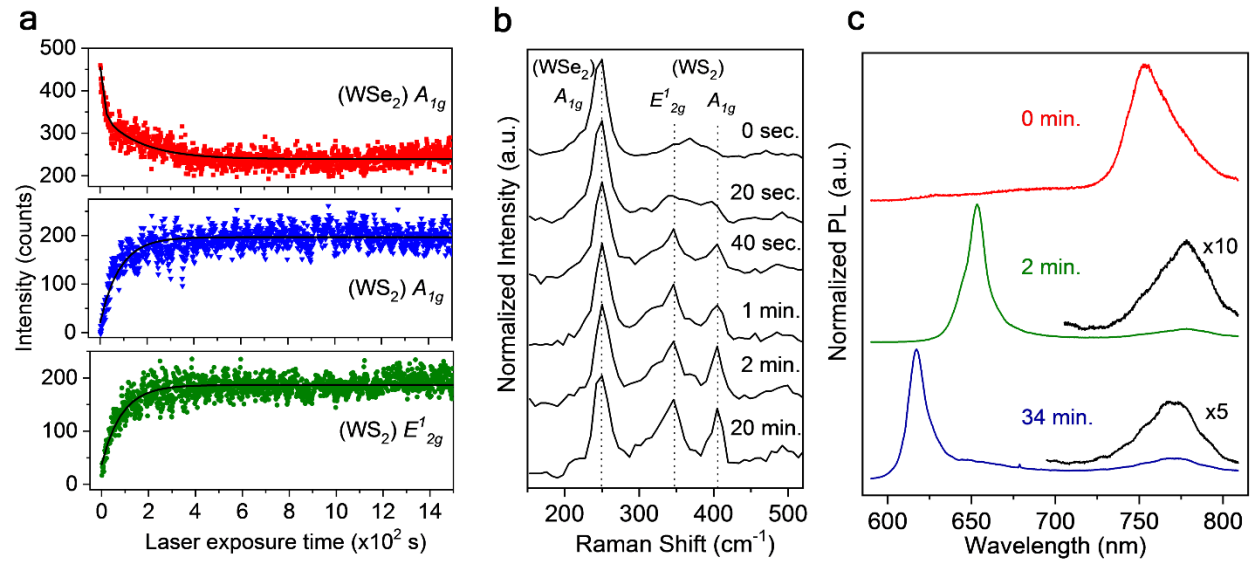 a
Intensity (counts)
500
400
300
200
(WSe2) A1g
300
200
100
0
(WS2) A1g
300
200
100
0
(WS2) E12g
0 2 4 6 8 10 12 14
Laser exposure time (x10² s)
b
Normalized Intensity (a.u.)
(WSe2) (WS2)
A1g E12g A1g
0 sec.
20 sec.
40 sec.
1 min.
2 min.
20 min.
200 300 400 500
Raman Shift (cm⁻¹)
c
Normalized PL (a.u.)
0 min.
2 min.
x10
34 min.
x5
600 650 700 750 800
Wavelength (nm)